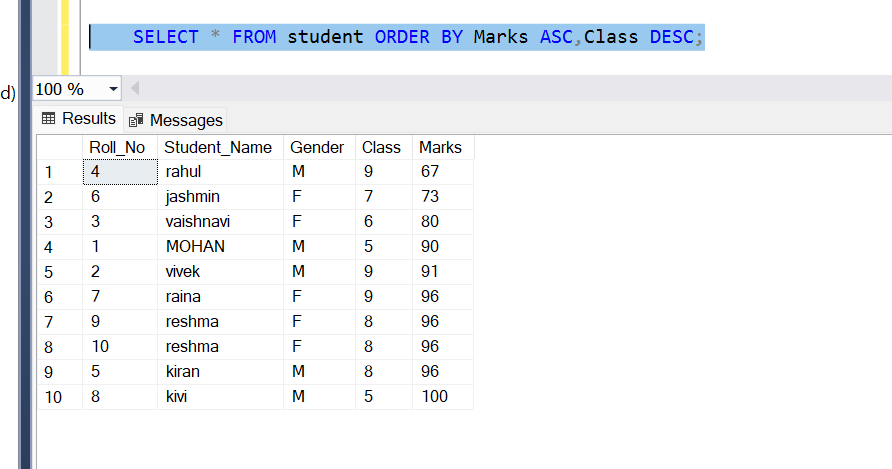 SELECT * FROM student ORDER BY Marks ASC,Class DESC;
d) 100 %
Results Messages
Roll_No Student_Name Gender Class Marks
1 4 rahul M 9 67
2 6 jashmin F 7 73
3 3 vaishnavi F 6 80
4 1 MOHAN M 5 90
5 2 vivek M 9 91
6 7 raina F 9 96
7 9 reshma F 8 96
8 10 reshma F 8 96
9 5 kiran M 8 96
10 8 kivi M 5 100